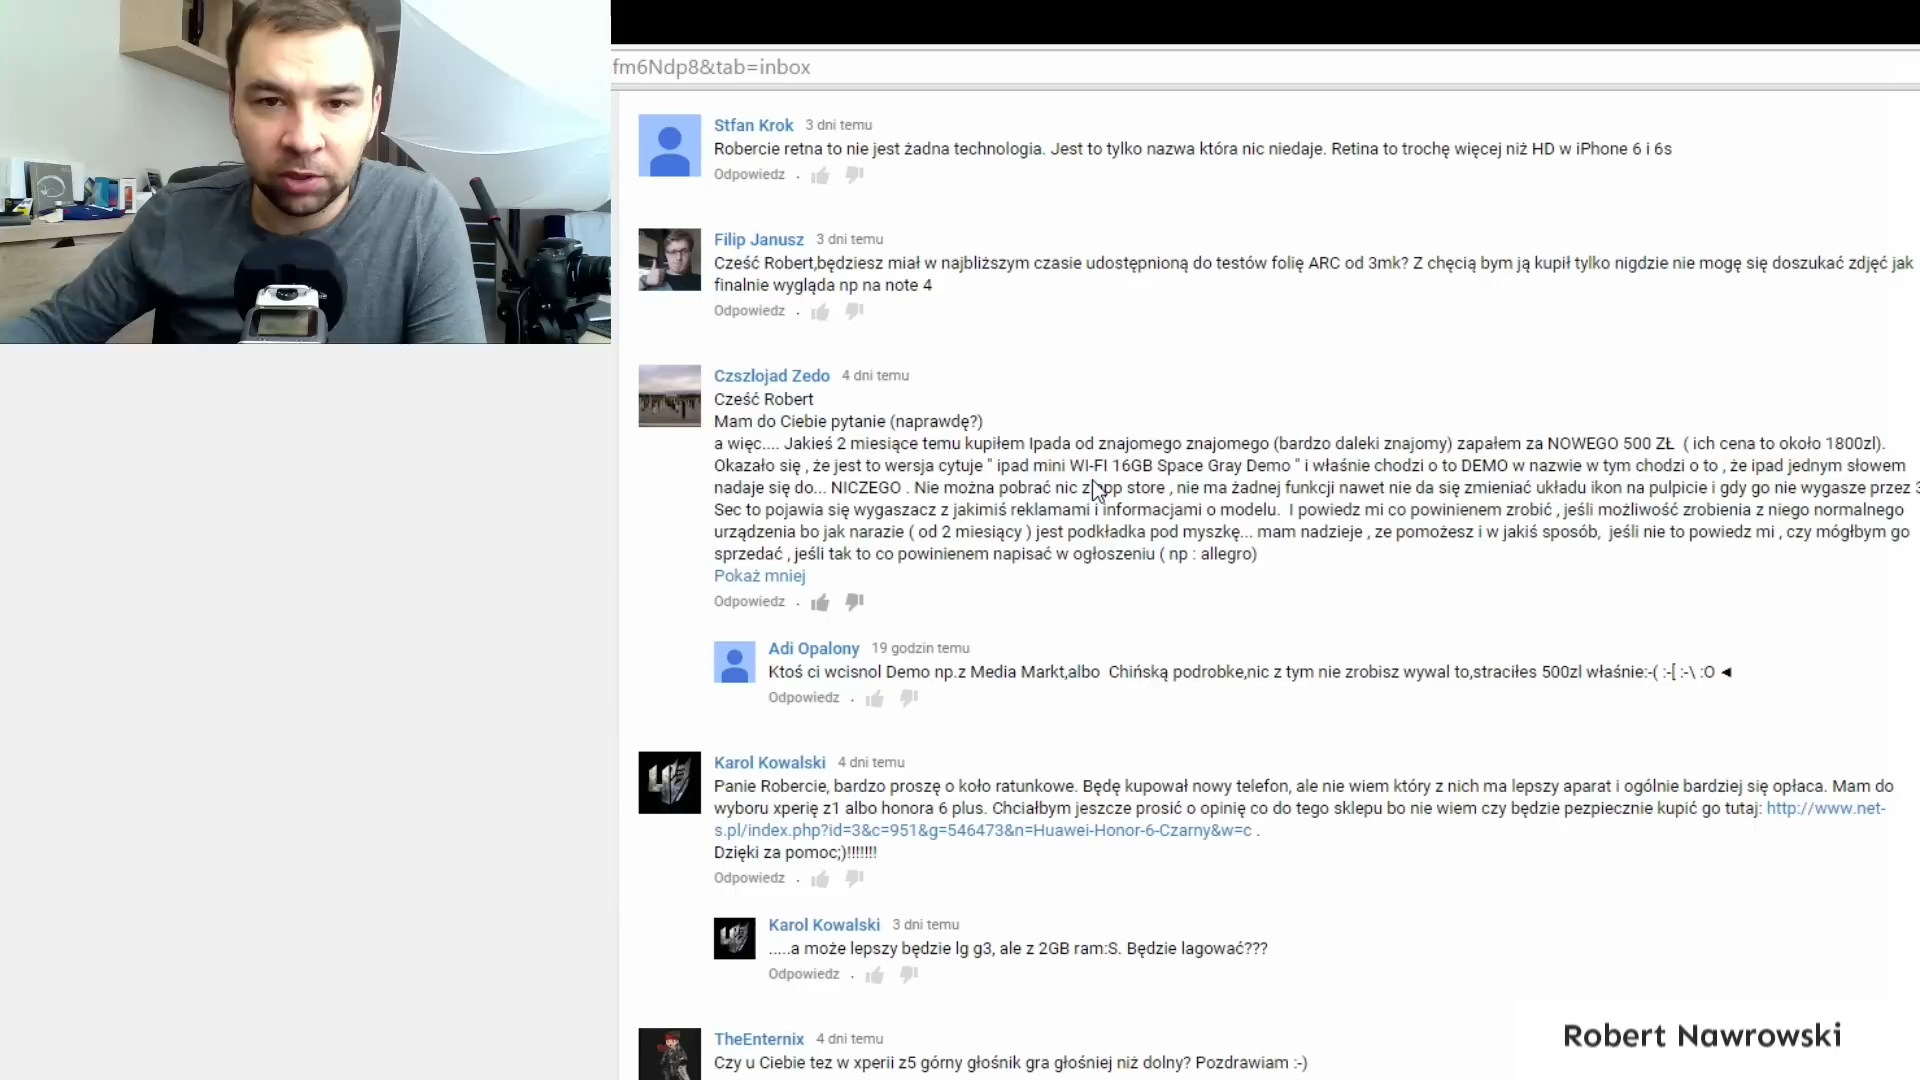 fm6Ndp8&tab=inbox
Stfan Krok 3 dni temu
Robercie retna to nie jest żadna technologia. Jest to tylko nazwa która nic niedaje. Retina to trochę więcej niż HD w iPhone 6 i 6s
Odpowiedz .
Filip Janusz 3 dni temu
Cześć Robert,będziesz miał w najbliższym czasie udostępnioną do testów folię ARC od 3mk? Z chęcią bym ją kupił tylko nigdzie nie mogę się doszukać zdjęć jak
finalnie wygląda np na note 4
Odpowiedz .
Czszlojad Zedo 4 dni temu
Cześć Robert
Mam do Ciebie pytanie (naprawdę?)
a więc.... Jakieś 2 miesiące temu kupiłem Ipada od znajomego znajomego (bardzo daleki znajomy) zapałem za NOWEGO 500 ZŁ ( ich cena to około 1800zl).
Okazało się , że jest to wersja cytuje " ipad mini WI-FI 16GB Space Gray Demo " i właśnie chodzi o to DEMO w nazwie w tym chodzi o to , że ipad jednym słowem
nadaje się do... NICZEGO . Nie można pobrać nic z app store , nie ma żadnej funkcji nawet nie da się zmieniać układu ikon na pulpicie i gdy go nie wygasze przez 3
Sec to pojawia się wygaszacz z jakimiś reklamami i informacjami o modelu. I powiedz mi co powinienem zrobić , jeśli możliwość zrobienia z niego normalnego
urządzenia bo jak narazie ( od 2 miesiący ) jest podkładka pod myszkę... mam nadzieje , ze pomożesz i w jakiś sposób, jeśli nie to powiedz mi , czy mógłbym go
sprzedać , jeśli tak to co powinienem napisać w ogłoszeniu ( np : allegro)
Pokaż mniej
Odpowiedz .
Adi Opalony 19 godzin temu
Ktoś ci wcisnol Demo np.z Media Markt,albo Chińską podrobke,nic z tym nie zrobisz wywal to,straciłes 500zl właśnie:-( :-[ :-\ :O ◄
Odpowiedz .
Karol Kowalski 4 dni temu
Panie Robercie, bardzo proszę o koło ratunkowe. Będę kupował nowy telefon, ale nie wiem który z nich ma lepszy aparat i ogólnie bardziej się opłaca. Mam do
wyboru xperię z1 albo honora 6 plus. Chciałbym jeszcze prosić o opinię co do tego sklepu bo nie wiem czy będzie pezpiecznie kupić go tutaj: http://www.net-
s.pl/index.php?id=3&c=951&g=546473&n=Huawei-Honor-6-Czarny&w=c .
Dzięki za pomoc;)!!!!!!!
Odpowiedz .
Karol Kowalski 3 dni temu
.....a może lepszy będzie lg g3, ale z 2GB ram:S. Będzie lagować???
Odpowiedz .
TheEnternix 4 dni temu
Czy u Ciebie tez w xperii z5 górny głośnik gra głośniej niż dolny? Pozdrawiam :-)
Robert Nawrowski